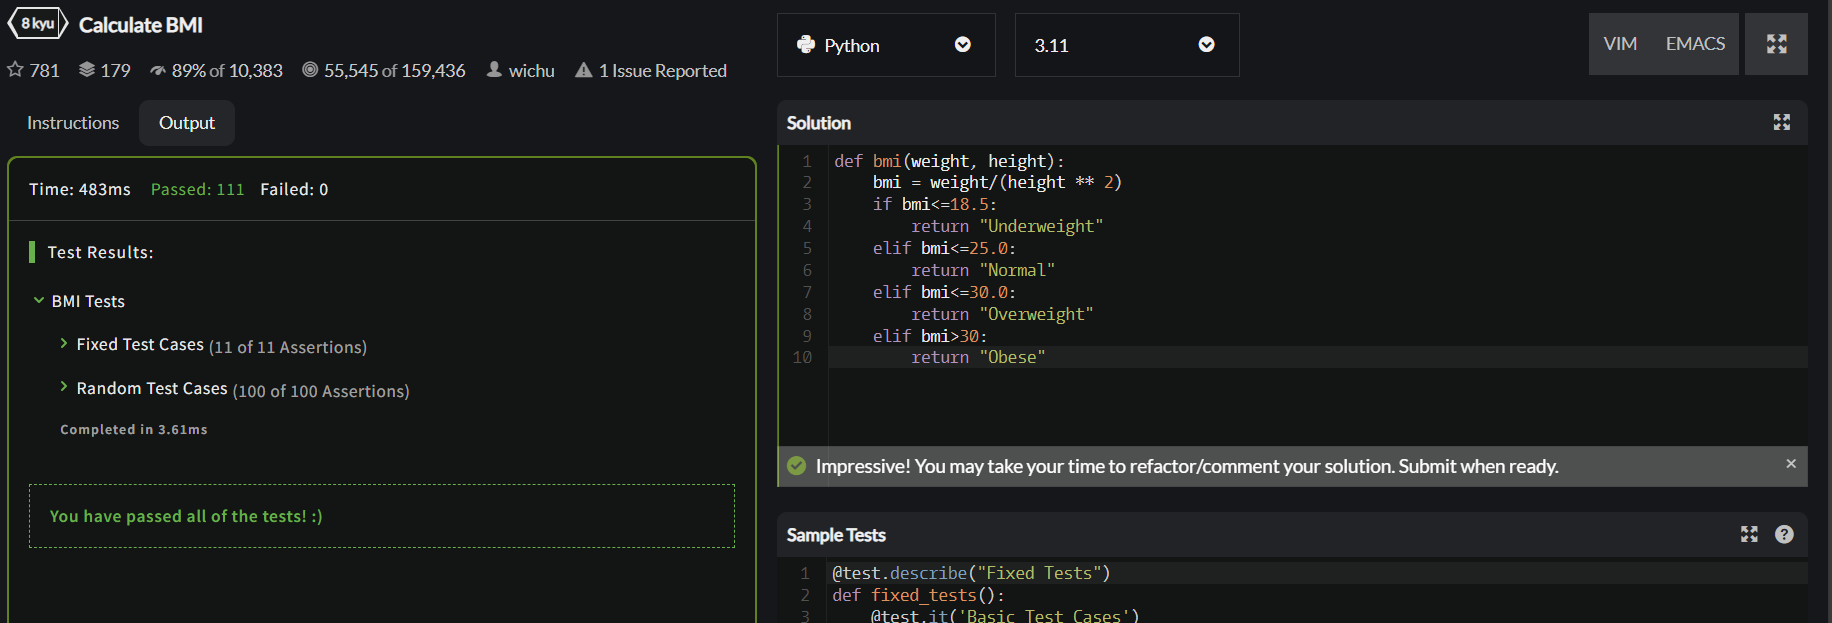 8 kyu Calculate BMI
781 179 89% of 10,383 55,545 of 159,436 wichu 1 Issue Reported
Instructions Output
Time: 483ms Passed: 111 Failed: 0
Test Results:
BMI Tests
Fixed Test Cases (11 of 11 Assertions)
Random Test Cases (100 of 100 Assertions)
Completed in 3.61ms
You have passed all of the tests! :)
Python 3.11 VIM EMACS
Solution
1 def bmi(weight, height):
2     bmi = weight/(height ** 2)
3     if bmi<=18.5:
4         return "Underweight"
5     elif bmi<=25.0:
6         return "Normal"
7     elif bmi<=30.0:
8         return "Overweight"
9     elif bmi>30:
10         return "Obese"
Impressive! You may take your time to refactor/comment your solution. Submit when ready. ×
Sample Tests ?
1 @test.describe("Fixed Tests")
2 def fixed_tests():
3     @test.it('Basic Test Cases')